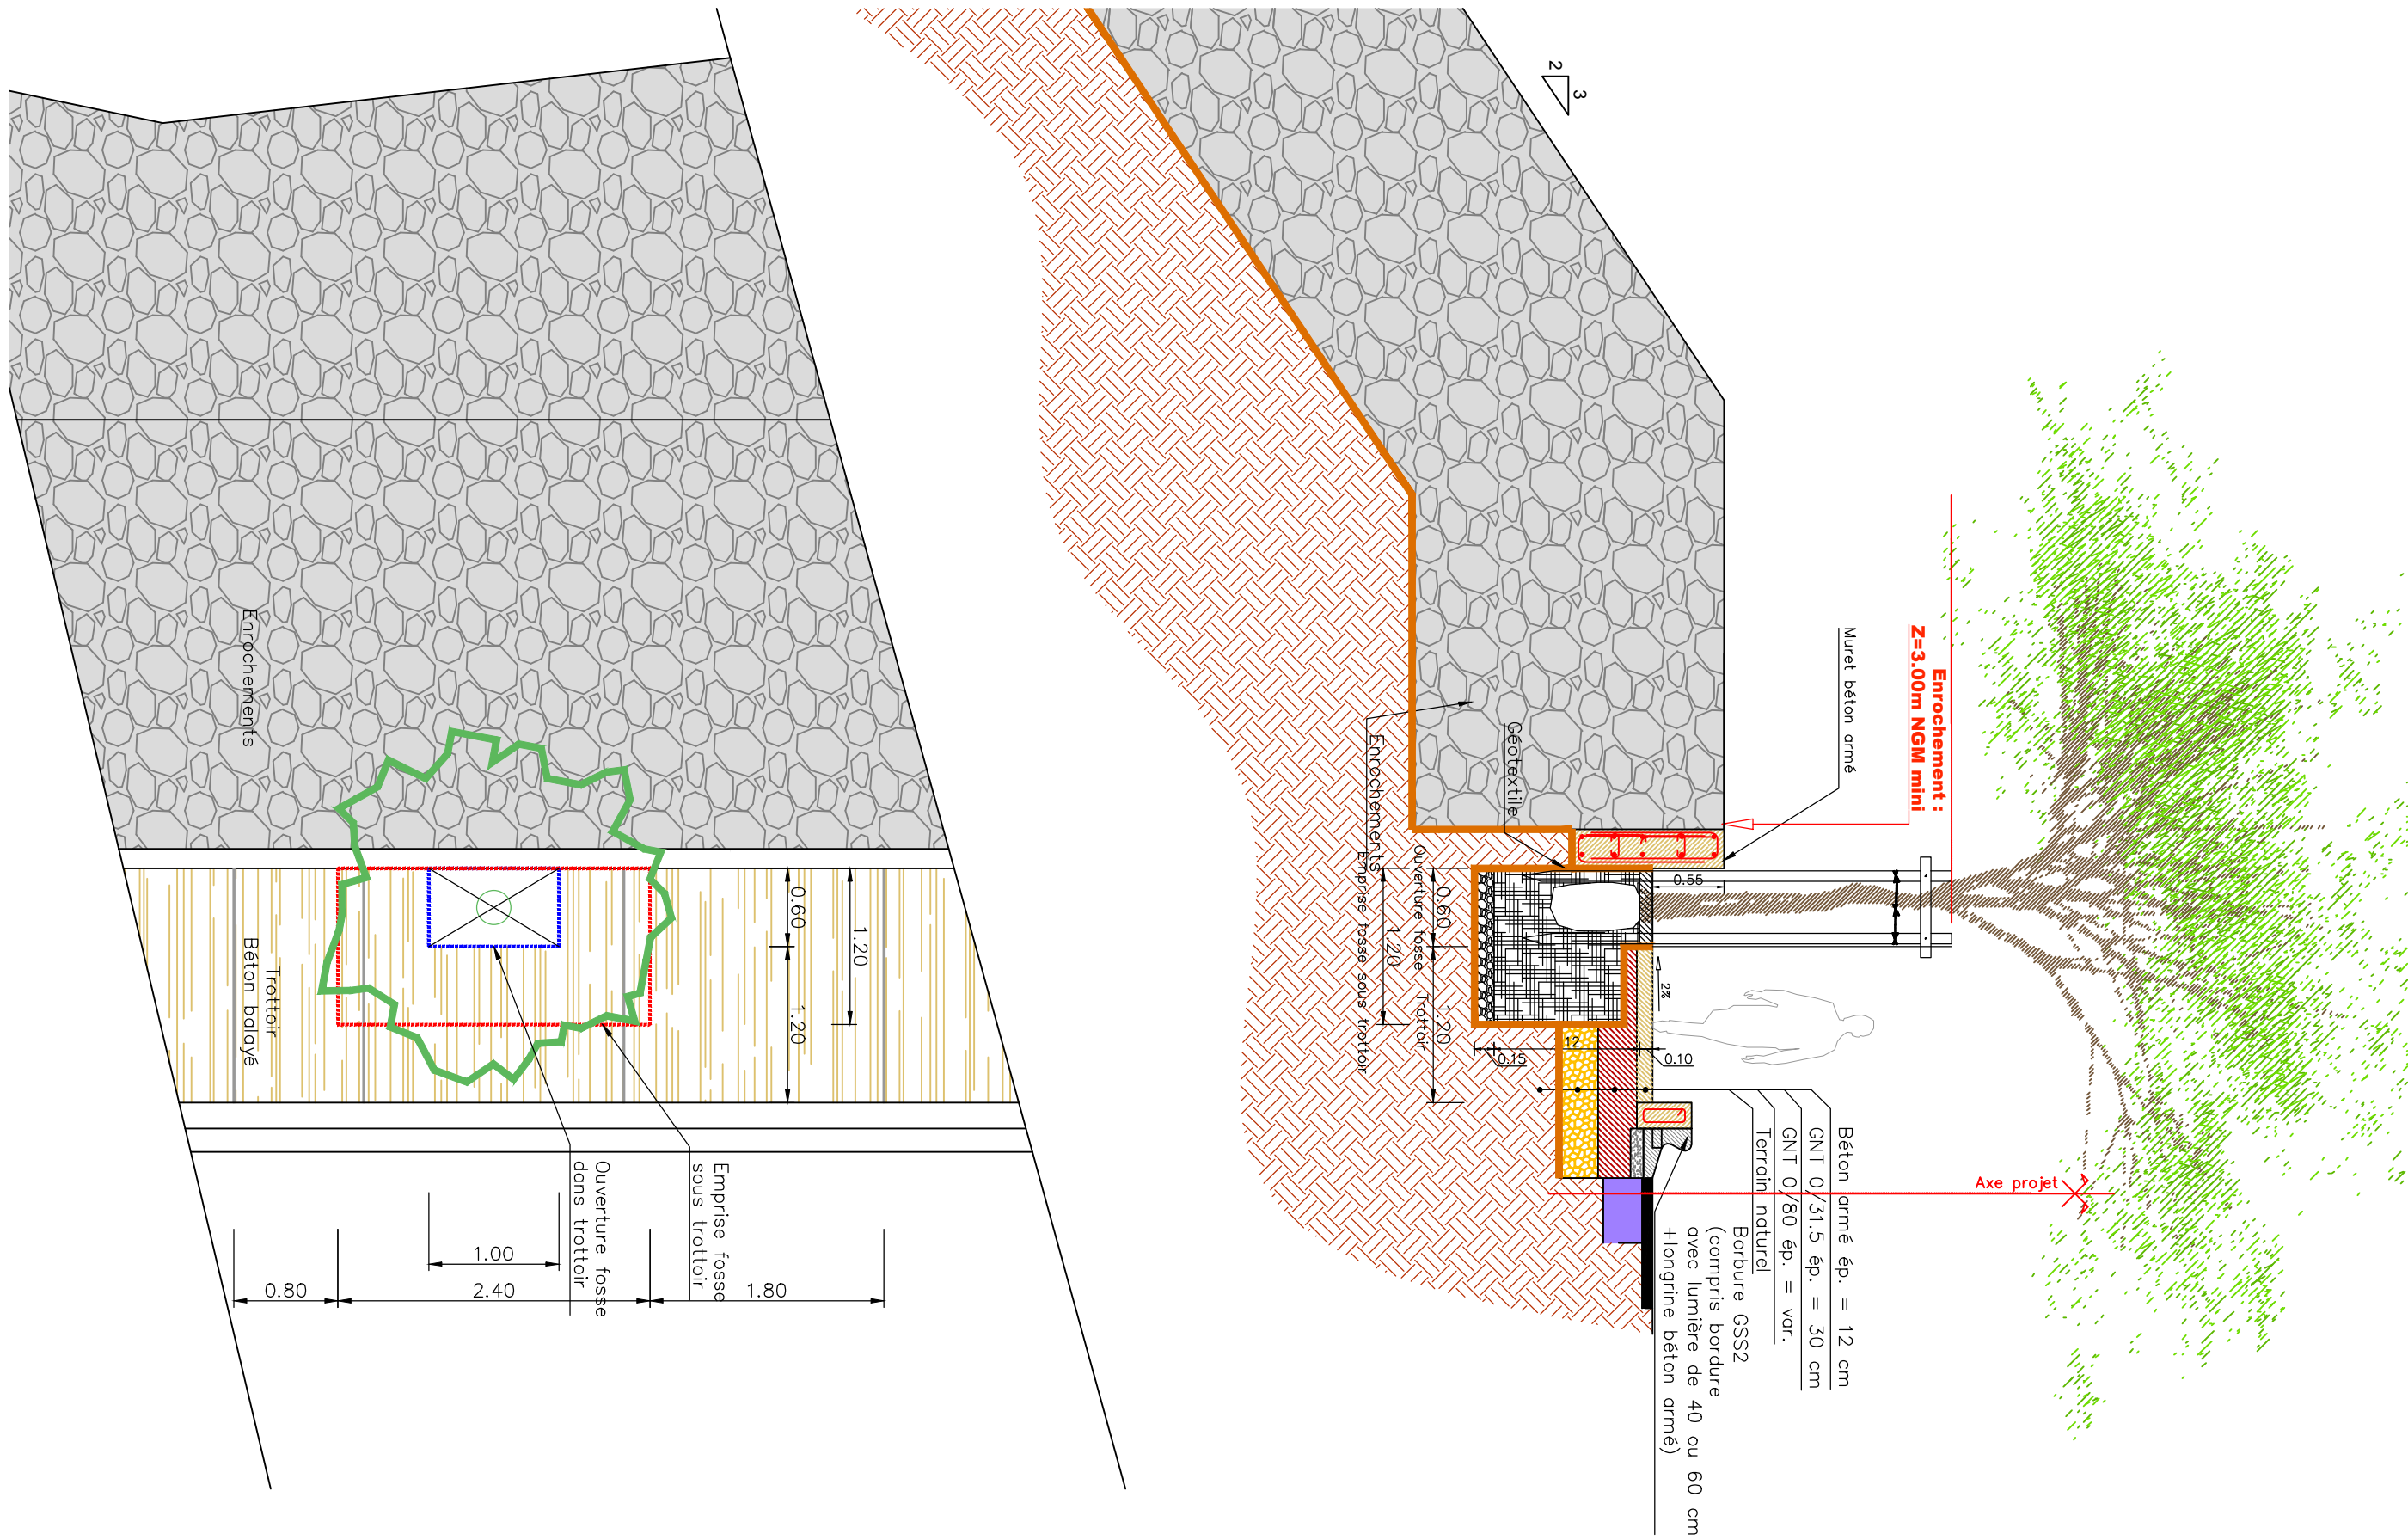 2
3
Enrochement :
Z=3.00m NGM mini
Muret béton armé
Géotextile
Enrochements
0.55
2%
Ouverture fosse
Trottoir
0.60
1.20
Emprise fosse sous trottoir
1.20
0.15
12
0.10
Axe projet
Béton armé ép. = 12 cm
GNT 0/31.5 ép. = 30 cm
GNT 0/80 ép. = var.
Terrain naturel
Borbure GSS2
(compris bordure
avec lumière de 40 ou 60 cm
+longrine béton armé)
Enrochements
Trottoir
Béton balayé
0.60
1.20
1.20
Emprise fosse
sous trottoir
Ouverture fosse
dans trottoir
1.00
0.80
2.40
1.80